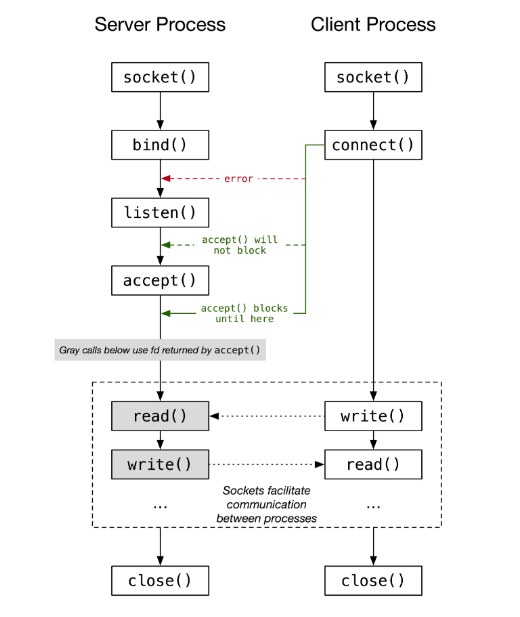 Server Process
Client Process
socket()
socket()
bind()
connect()
error
listen()
accept() will
not block
accept()
accept() blocks
until here
Gray calls below use fd returned by accept()
read()
write()
write()
read()
Sockets facilitate
communication
between processes
...
...
close()
close()